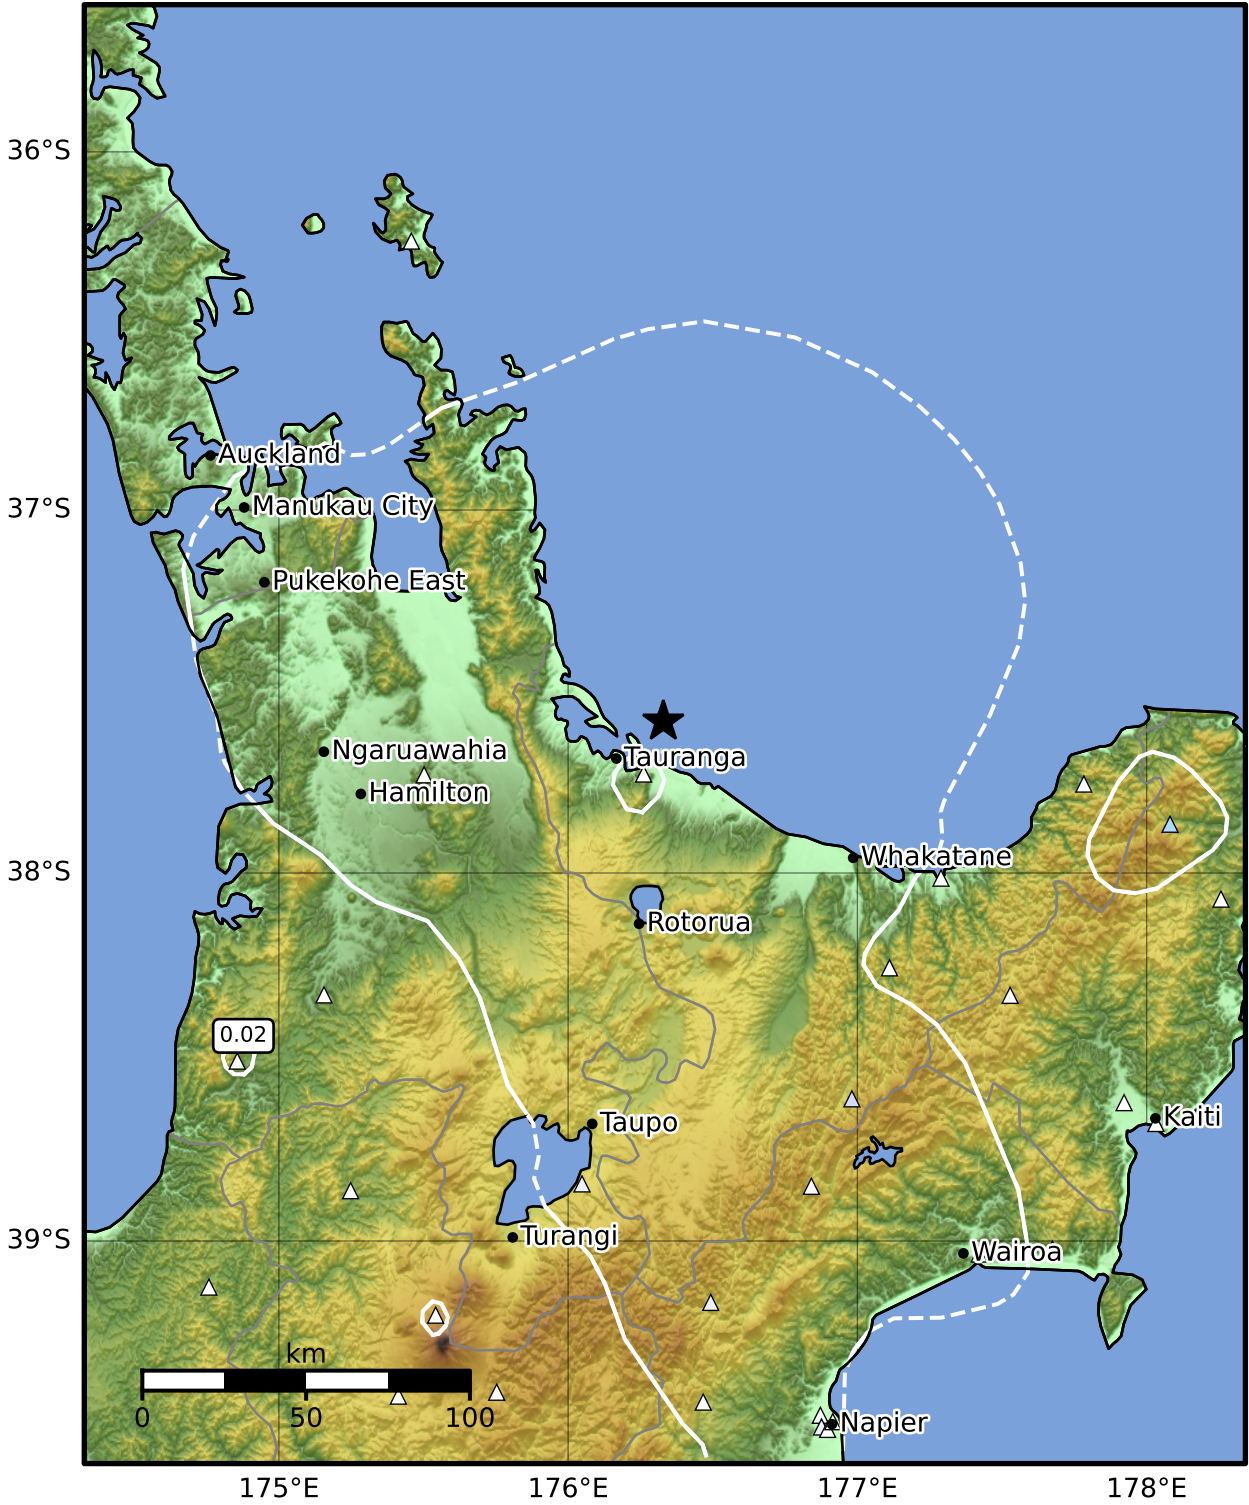 36°S
Auckland
37°S
Manukau City
Pukekohe East
Ngaruawahia
Tauranga
Hamilton
Whakatane
38°S
Rotorua
0.02
Taupo
Kaiti
39°S
Turangi
Wairoa
km
0 50 100
Napier
175°E 176°E 177°E 178°E